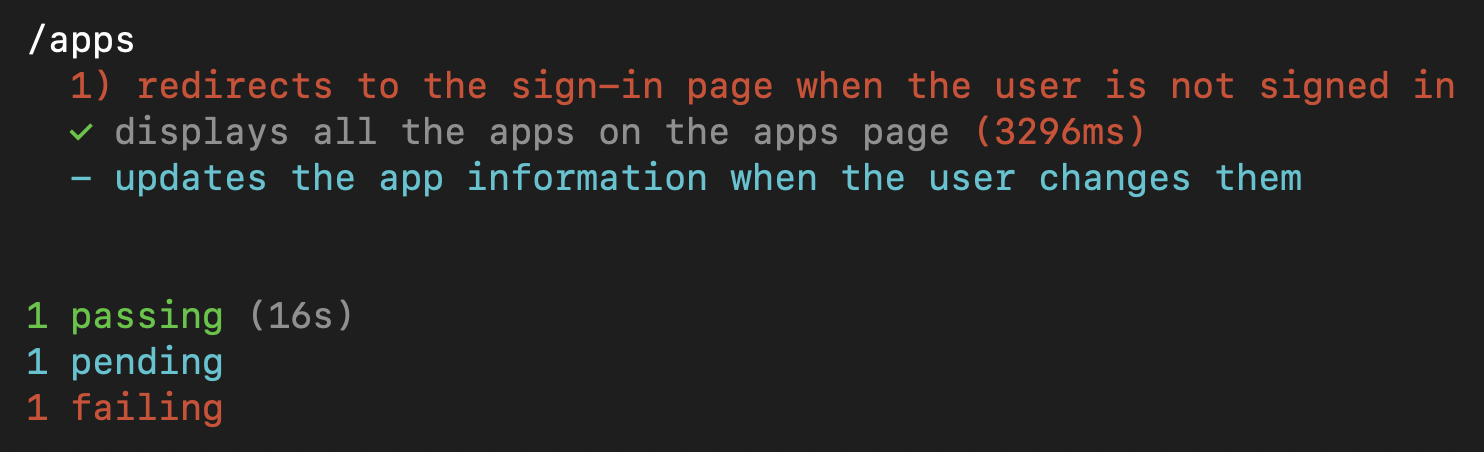 /apps
1) redirects to the sign-in page when the user is not signed in
✓ displays all the apps on the apps page (3296ms)
- updates the app information when the user changes them
1 passing (16s)
1 pending
1 failing